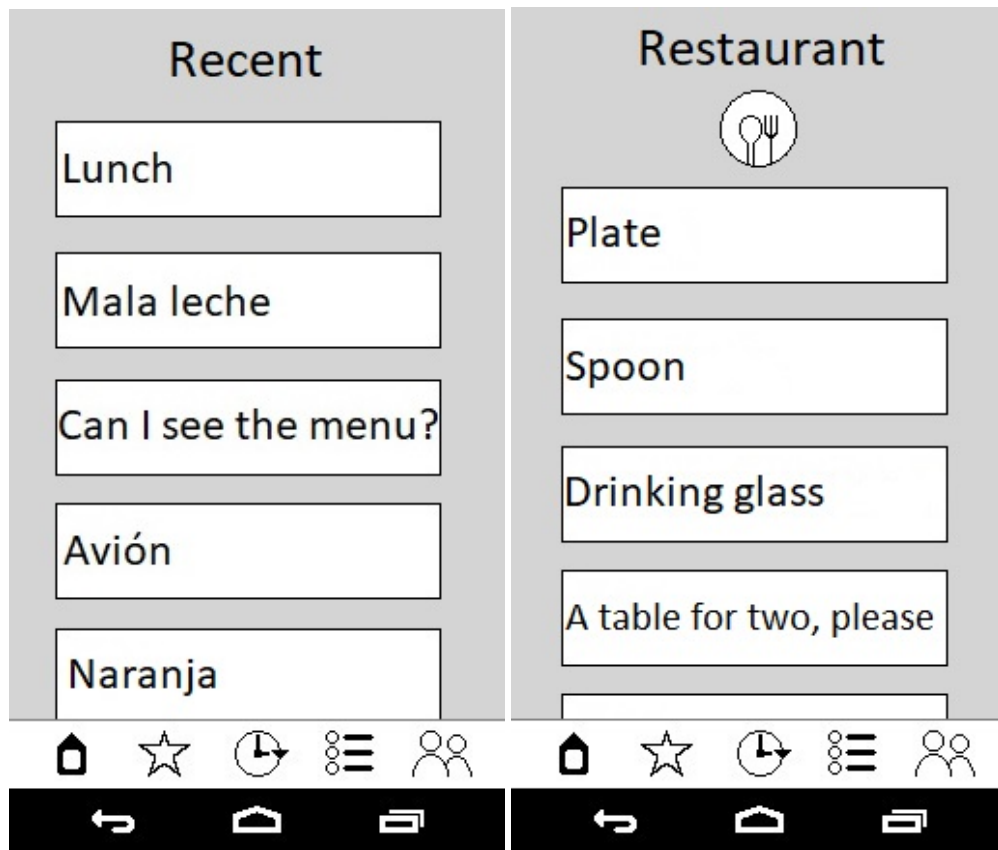 Recent
Lunch
Mala leche
Can I see the menu?
Avión
Naranja
Restaurant
Plate
Spoon
Drinking glass
A table for two, please